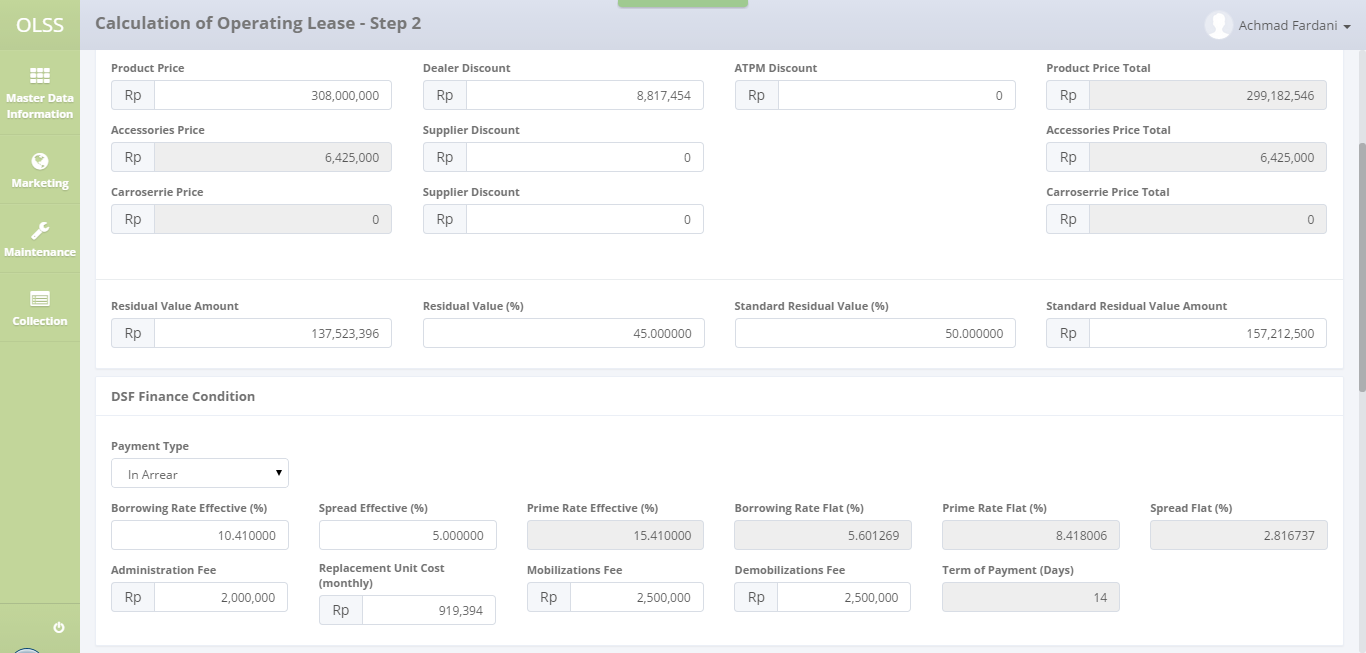 OLSS
Calculation of Operating Lease - Step 2
Achmad Fardani
Master Data
Information
Marketing
Maintenance
Collection
Product Price
Dealer Discount
ATPM Discount
Product Price Total
Rp 308,000,000
Rp 8,817,454
Rp 0
Rp 299,182,546
Accessories Price
Supplier Discount
Accessories Price Total
Rp 6,425,000
Rp 0
Rp 6,425,000
Carroserrie Price
Supplier Discount
Carroserrie Price Total
Rp 0
Rp 0
Rp 0
Residual Value Amount
Residual Value (%)
Standard Residual Value (%)
Standard Residual Value Amount
Rp 137,523,396
45.000000
50.000000
Rp 157,212,500
DSF Finance Condition
Payment Type
In Arrear
Borrowing Rate Effective (%)
Spread Effective (%)
Prime Rate Effective (%)
Borrowing Rate Flat (%)
Prime Rate Flat (%)
Spread Flat (%)
10.410000
5.000000
15.410000
5.601269
8.418006
2.816737
Administration Fee
Replacement Unit Cost
(monthly)
Mobilizations Fee
Demobilizations Fee
Term of Payment (Days)
Rp 2,000,000
Rp 919,394
Rp 2,500,000
Rp 2,500,000
14